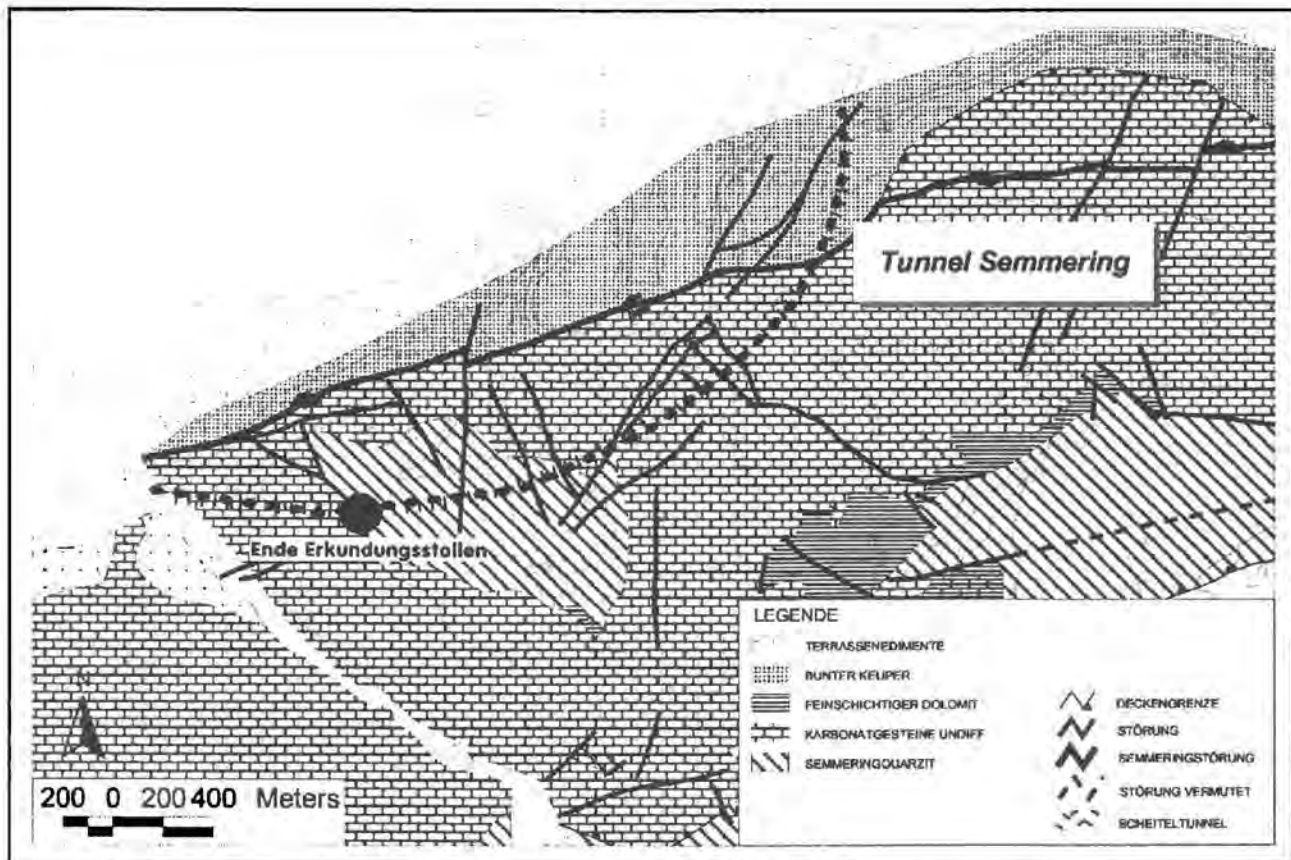 Tunnel Semmering
Ende Erkundungsstollen
N
LEGENDE
TERRASSENEDIMENTE
BUNTER KEUPER
FEINSCHICHTIGER DOLOMIT
KARBONATGESTEINE UNDIFF
SEMMERINGQUARZIT
DECKENGRENZE
STÖRUNG
SEMMERINGSTÖRUNG
STÖRUNG VERMUTET
SCHEITELTUNNEL
200 0 200 400 Meters